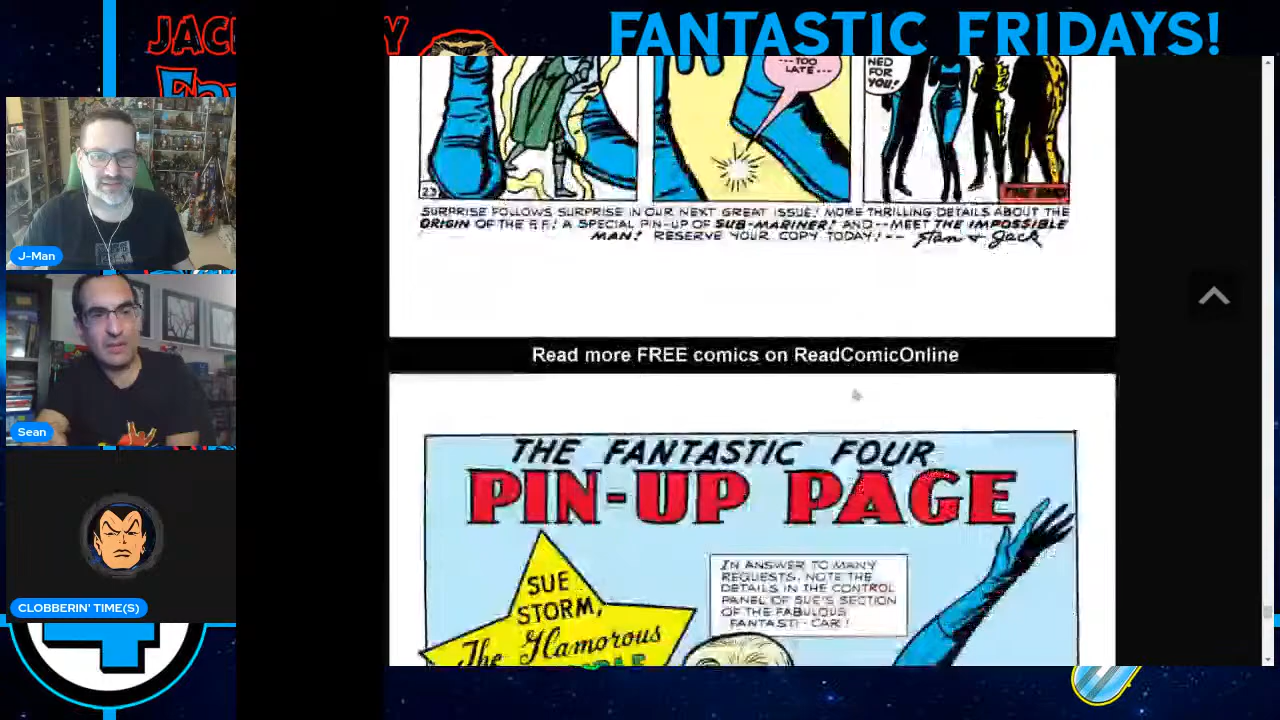 FANTASTIC FRIDAYS!
JAC
Y
J-Man
Sean
CLOBBERIN' TIME(S)
---TOO
LATE---
NED
FOR
YOU!
23
SURPRISE FOLLOWS SURPRISE IN OUR NEXT GREAT ISSUE! MORE THRILLING DETAILS ABOUT THE
ORIGIN OF THE F.F.! A SPECIAL PIN-UP OF SUB-MARINER! AND--MEET THE IMPOSSIBLE
MAN! RESERVE YOUR COPY TODAY!-- Stan + Jack
Read more FREE comics on ReadComicOnline
THE FANTASTIC FOUR
PIN-UP PAGE
SUE
STORM,
The Glamorous
IN ANSWER TO MANY
REQUESTS, NOTE THE
DETAILS IN THE CONTROL
PANEL OF SUE'S SECTION
OF THE FABULOUS
FANTASTI-CAR!